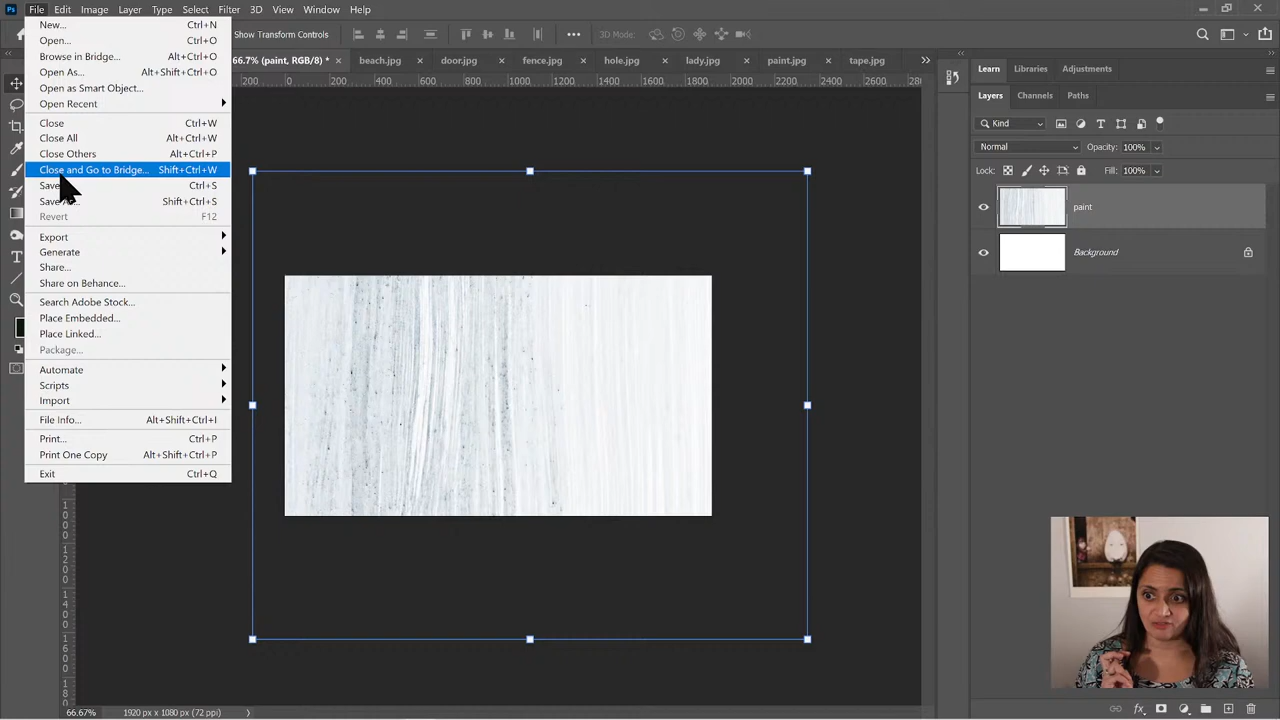 Ps File Edit Image Layer Type Select Filter 3D View Window Help
Show Transform Controls
3D Mode:
66.7% (paint, RGB/8) *
beach.jpg
door.jpg
fence.jpg
hole.jpg
lady.jpg
paint.jpg
tape.jpg
200 0 200 400 600 800 1000 1200 1400 1600 1800 2000 2200 2400 2600
New... Ctrl+N
Open... Ctrl+O
Browse in Bridge... Alt+Ctrl+O
Open As... Alt+Shift+Ctrl+O
Open as Smart Object...
Open Recent
Close Ctrl+W
Close All Alt+Ctrl+W
Close Others Alt+Ctrl+P
Close and Go to Bridge... Shift+Ctrl+W
Save Ctrl+S
Save As... Shift+Ctrl+S
Revert F12
Export
Generate
Share...
Share on Behance...
Search Adobe Stock...
Place Embedded...
Place Linked...
Package...
Automate
Scripts
Import
File Info... Alt+Shift+Ctrl+I
Print... Ctrl+P
Print One Copy Alt+Shift+Ctrl+P
Exit Ctrl+Q
1000
1200
1400
1600
180
Learn Libraries Adjustments
Layers Channels Paths
Kind
Normal Opacity: 100%
Lock: Fill: 100%
paint
Background
66.67% 1920 px x 1080 px (72 ppi)